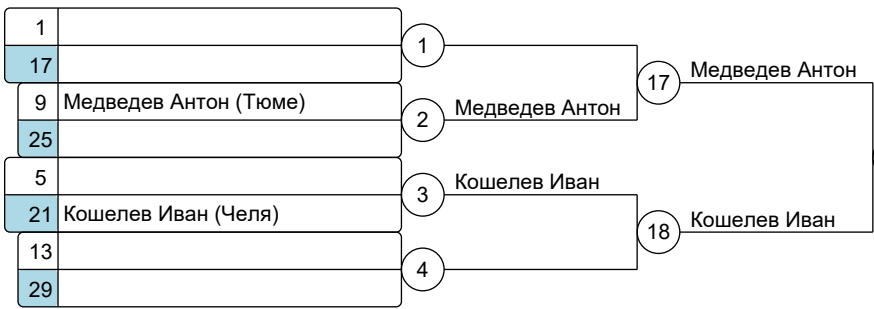 1
1
17
17
Медведев Антон
9 Медведев Антон (Тюме)
2
Медведев Антон
25
5
3
Кошелев Иван
21 Кошелев Иван (Челя)
18
Кошелев Иван
13
4
29